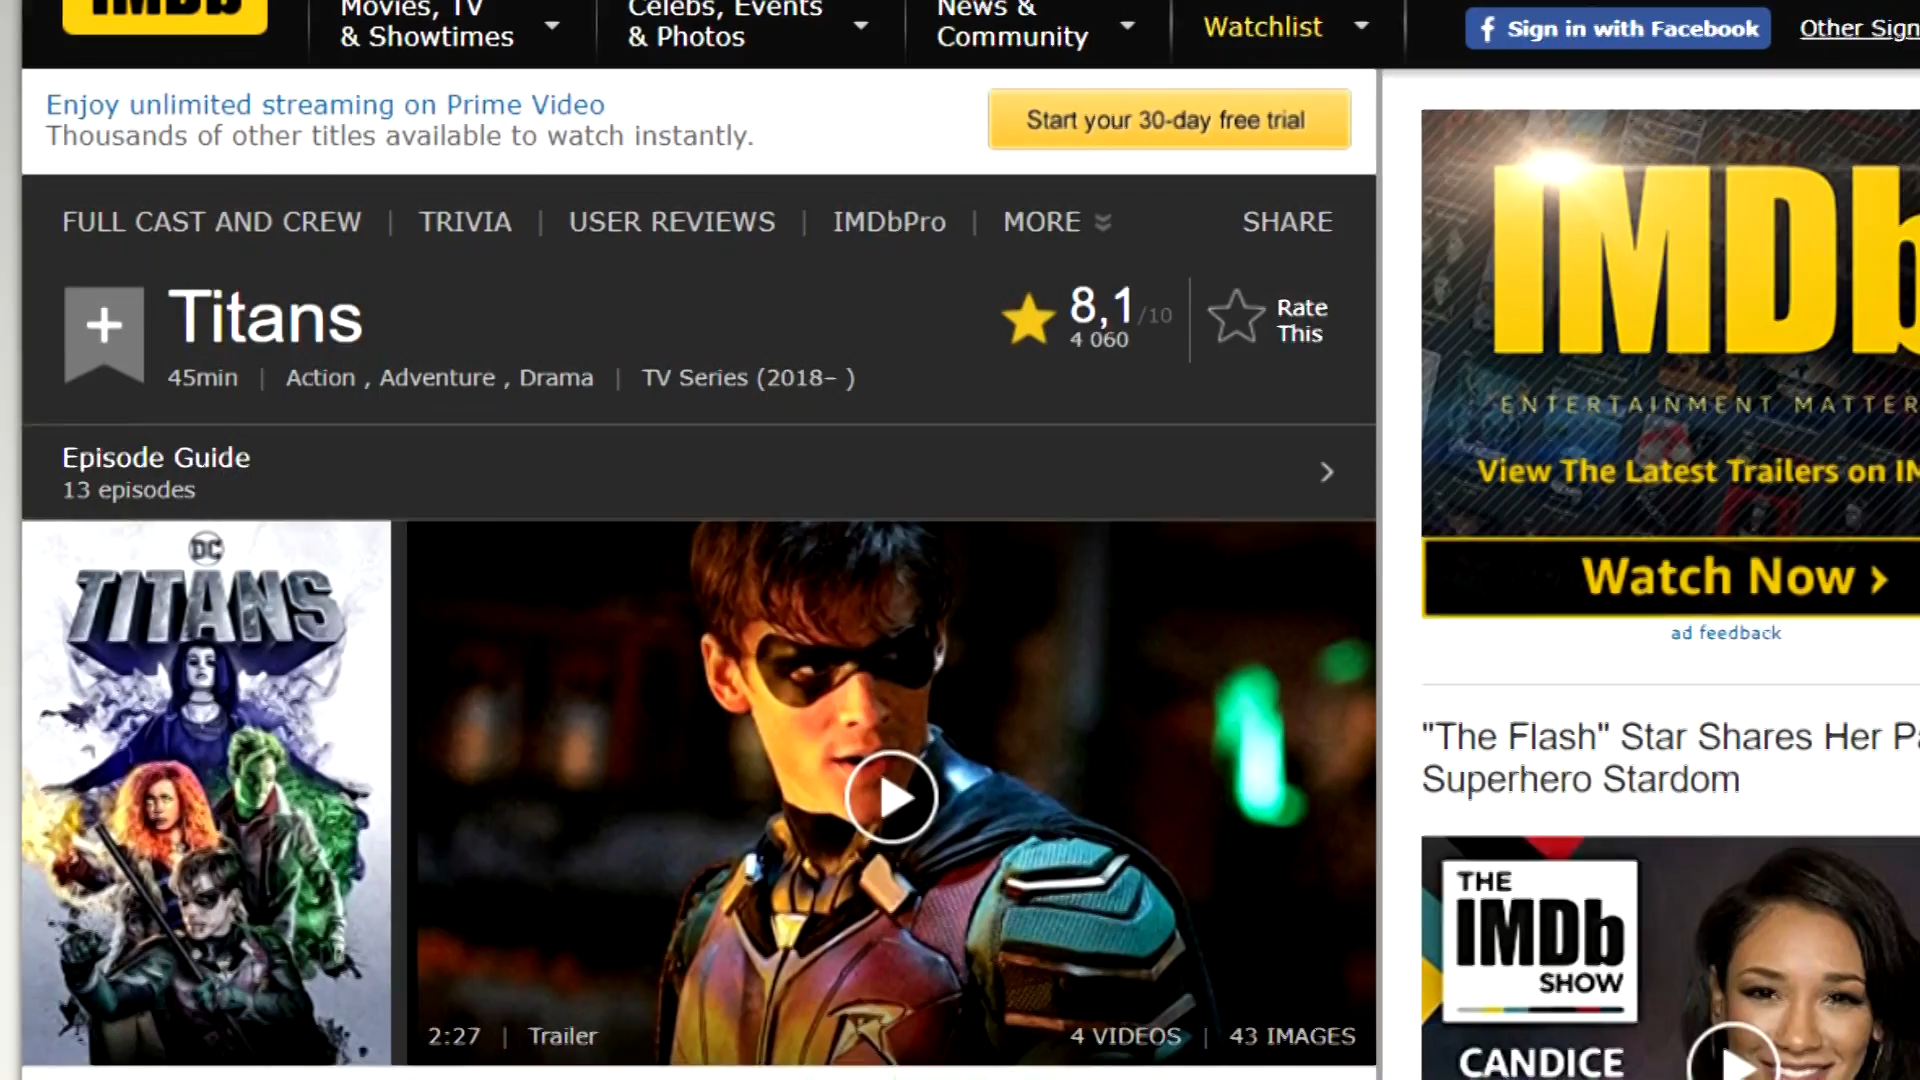 IMDb
Movies, TV
& Showtimes
Celebs, Events
& Photos
News &
Community
Watchlist
f Sign in with Facebook
Other Sign
Enjoy unlimited streaming on Prime Video
Thousands of other titles available to watch instantly.
Start your 30-day free trial
FULL CAST AND CREW | TRIVIA | USER REVIEWS | IMDbPro | MORE
SHARE
+
Titans
8,1/10
4 060
Rate
This
45min | Action , Adventure , Drama | TV Series (2018– )
Episode Guide
13 episodes
DC
TITANS
2:27 | Trailer
4 VIDEOS | 43 IMAGES
IMDb
ENTERTAINMENT MATTER
View The Latest Trailers on IM
Watch Now ›
ad feedback
"The Flash" Star Shares Her Pa
Superhero Stardom
THE
IMDb
SHOW
CANDICE